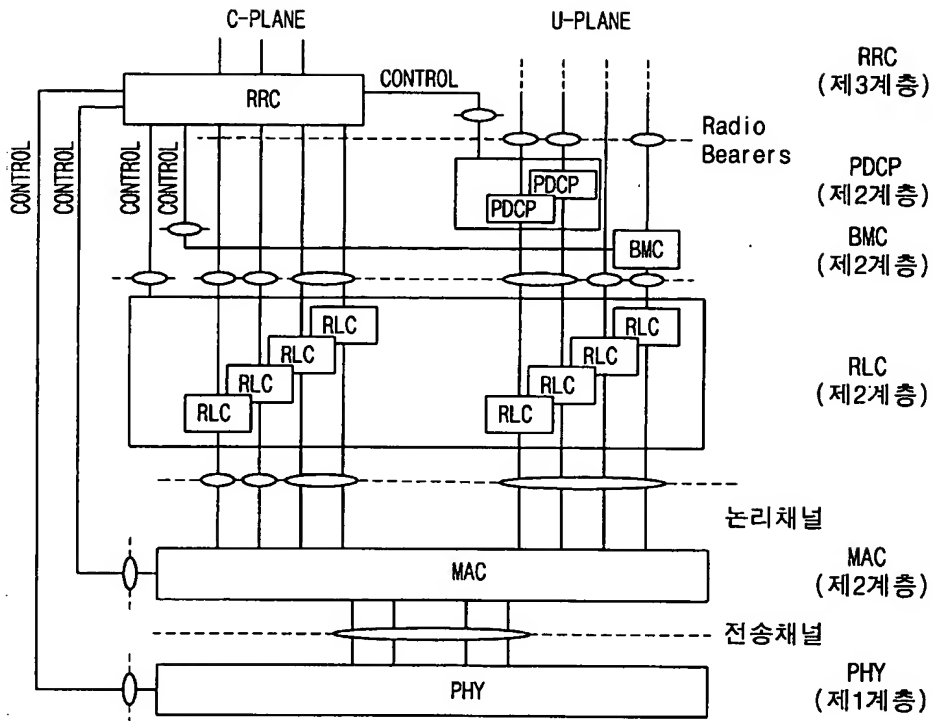 C-PLANE
U-PLANE
RRC
(제3계층)
CONTROL
RRC
Radio
Bearers
CONTROL
CONTROL
CONTROL
CONTROL
PDCP
PDCP
PDCP
(제2계층)
BMC
BMC
(제2계층)
RLC
RLC
RLC
RLC
RLC
RLC
RLC
RLC
RLC
(제2계층)
논리채널
MAC
MAC
(제2계층)
전송채널
PHY
PHY
(제1계층)